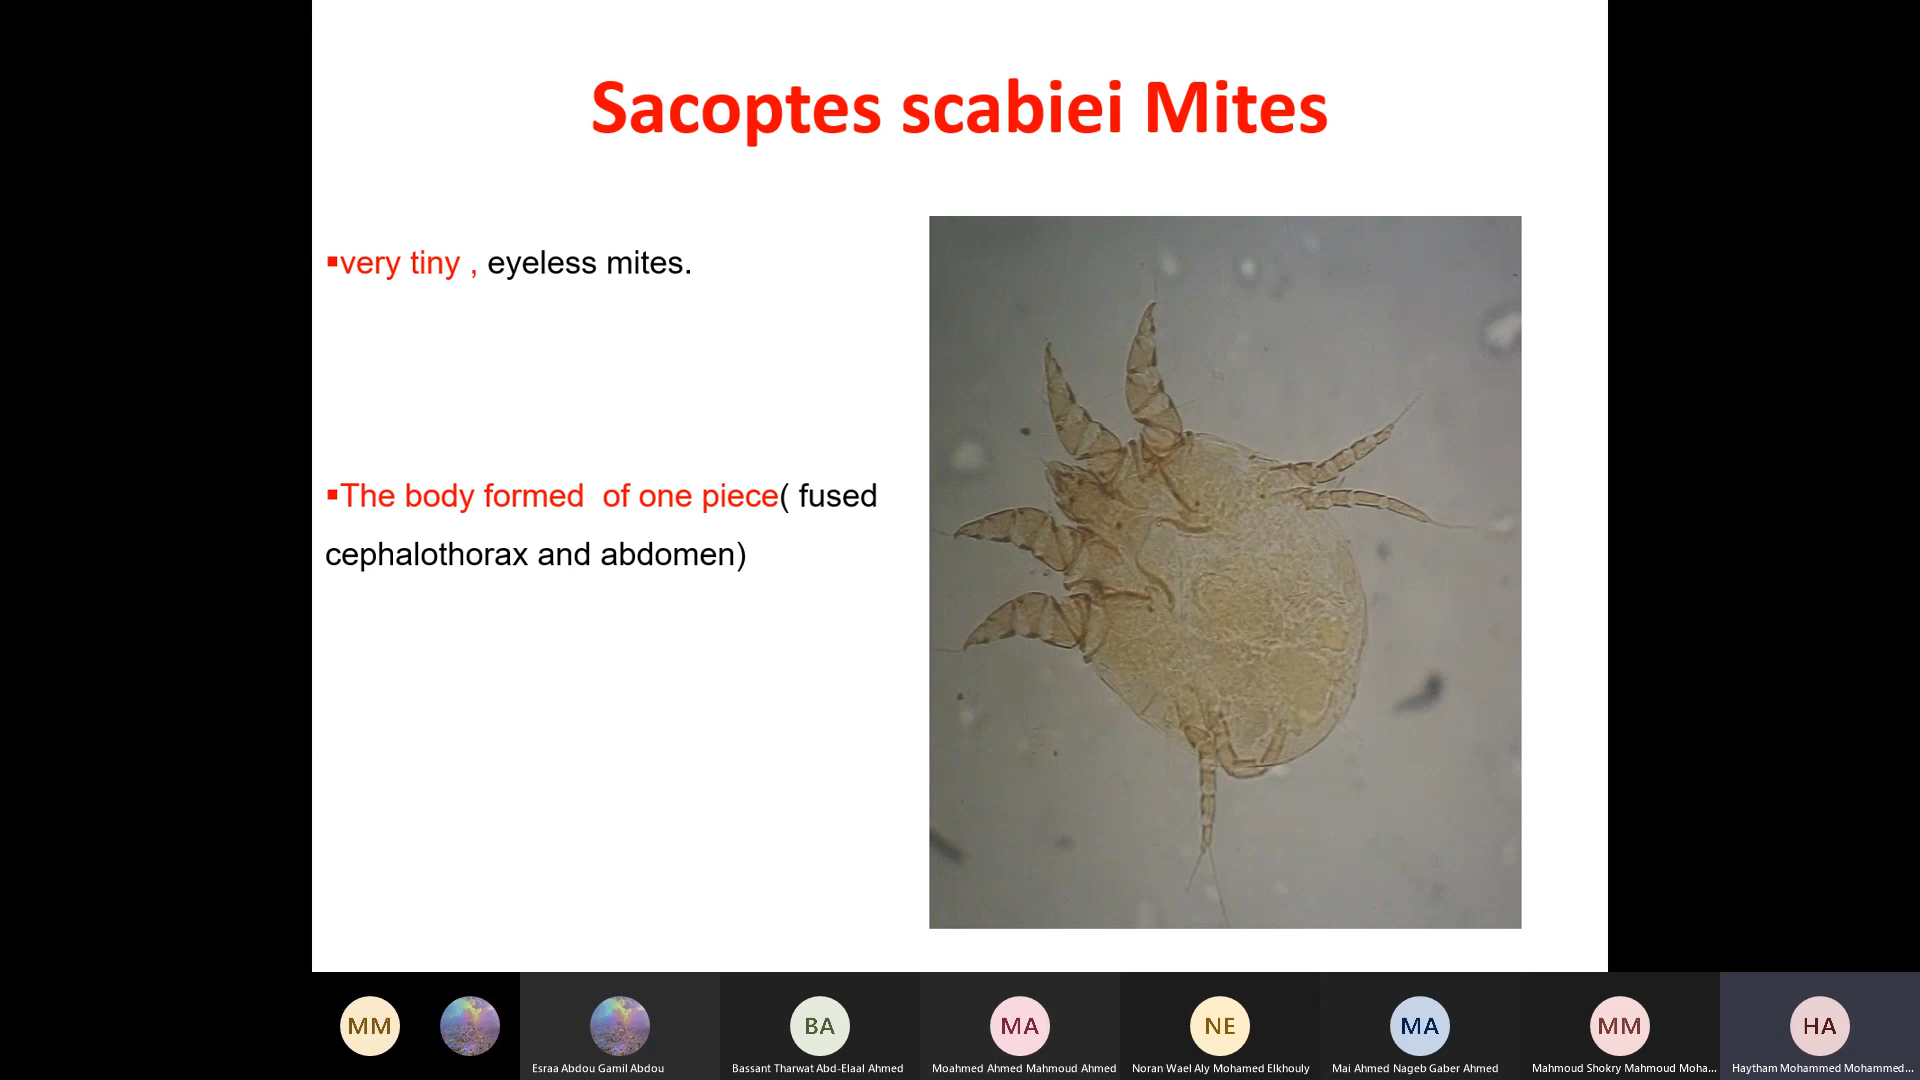 Sacoptes scabiei Mites
▪very tiny , eyeless mites.
▪The body formed  of one piece( fused
cephalothorax and abdomen)
MM
BA
MA
NE
MA
MM
HA
Esraa Abdou Gamil Abdou
Bassant Tharwat Abd-Elaal Ahmed
Moahmed Ahmed Mahmoud Ahmed
Noran Wael Aly Mohamed Elkhouly
Mai Ahmed Nageb Gaber Ahmed
Mahmoud Shokry Mahmoud Moha...
Haytham Mohammed Mohammed...